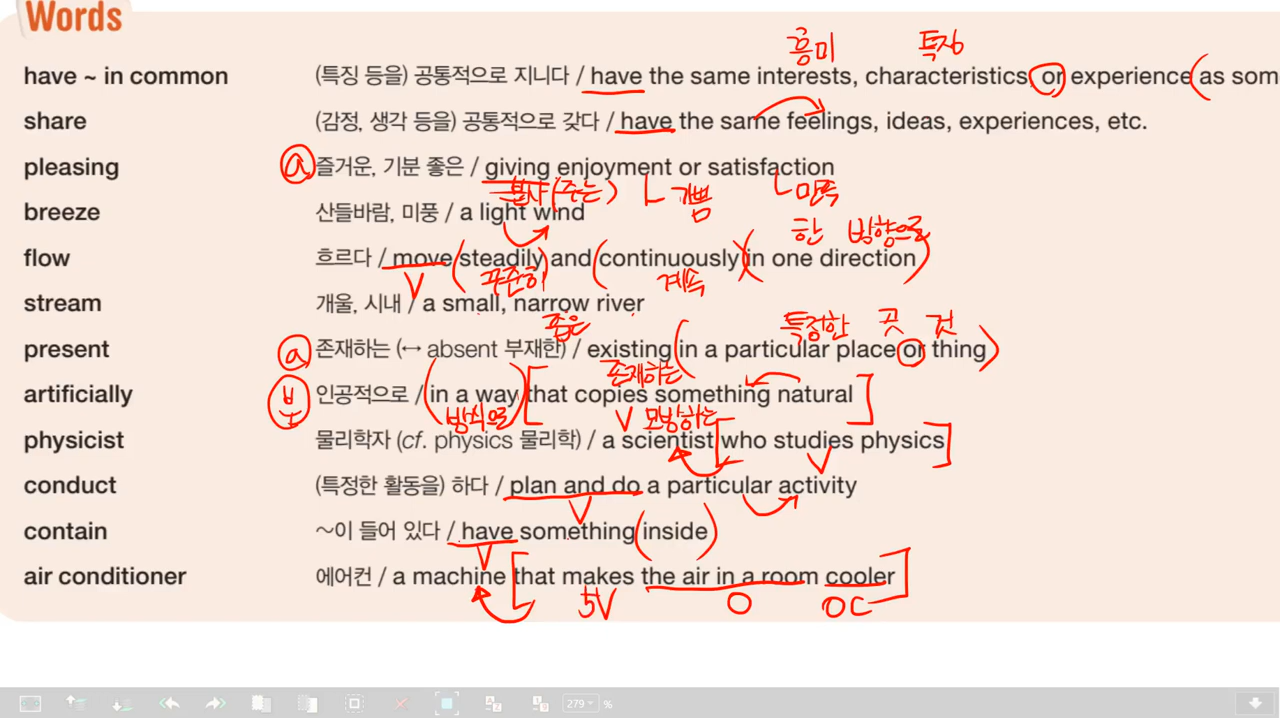 Words
흥미 특징
have ~ in common (특징 등을) 공통적으로 지니다 / have the same interests, characteristics, or experience (as som
share (감정, 생각 등을) 공통적으로 갖다 / have the same feelings, ideas, experiences, etc.
pleasing ⓐ 즐거운, 기분 좋은 / giving enjoyment or satisfaction
분사 (주는) 기쁨 만족
breeze 산들바람, 미풍 / a light wind
한 방향으로
flow 흐르다 / move (steadily) and (continuously) (in one direction)
V 꾸준히 계속
stream 개울, 시내 / a small, narrow river
좁은 특정한 곳 것
present ⓐ 존재하는 (↔ absent 부재한) / existing (in a particular place or thing)
존재하는
artificially 부 인공적으로 / (in a way) [that copies something natural]
방식으로 V 모방하는
physicist 물리학자 (cf. physics 물리학) / a scientist [who studies physics]
V
conduct (특정한 활동을) 하다 / plan and do a particular activity
V
contain ~이 들어 있다 / have something (inside)
V
air conditioner 에어컨 / a machine [that makes the air in a room cooler]
5V O OC
279 %